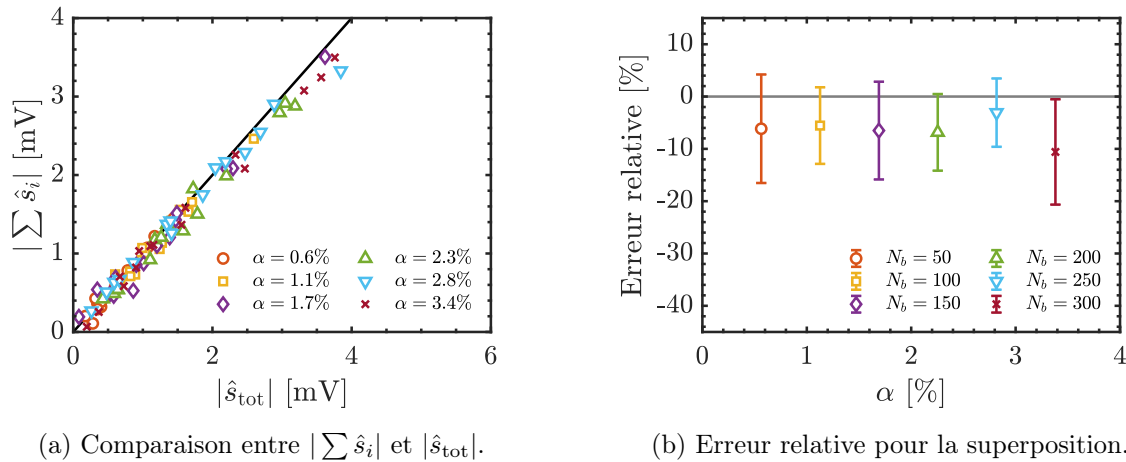 4
3
2
1
0
0
2
4
6
|∑ ŝᵢ| [mV]
|ŝ_tot| [mV]
α = 0.6%
α = 1.1%
α = 1.7%
α = 2.3%
α = 2.8%
α = 3.4%
(a) Comparaison entre |∑ ŝᵢ| et |ŝ_tot|.
10
0
-10
-20
-30
-40
0
1
2
3
4
Erreur relative [%]
α [%]
N_b = 50
N_b = 100
N_b = 150
N_b = 200
N_b = 250
N_b = 300
(b) Erreur relative pour la superposition.